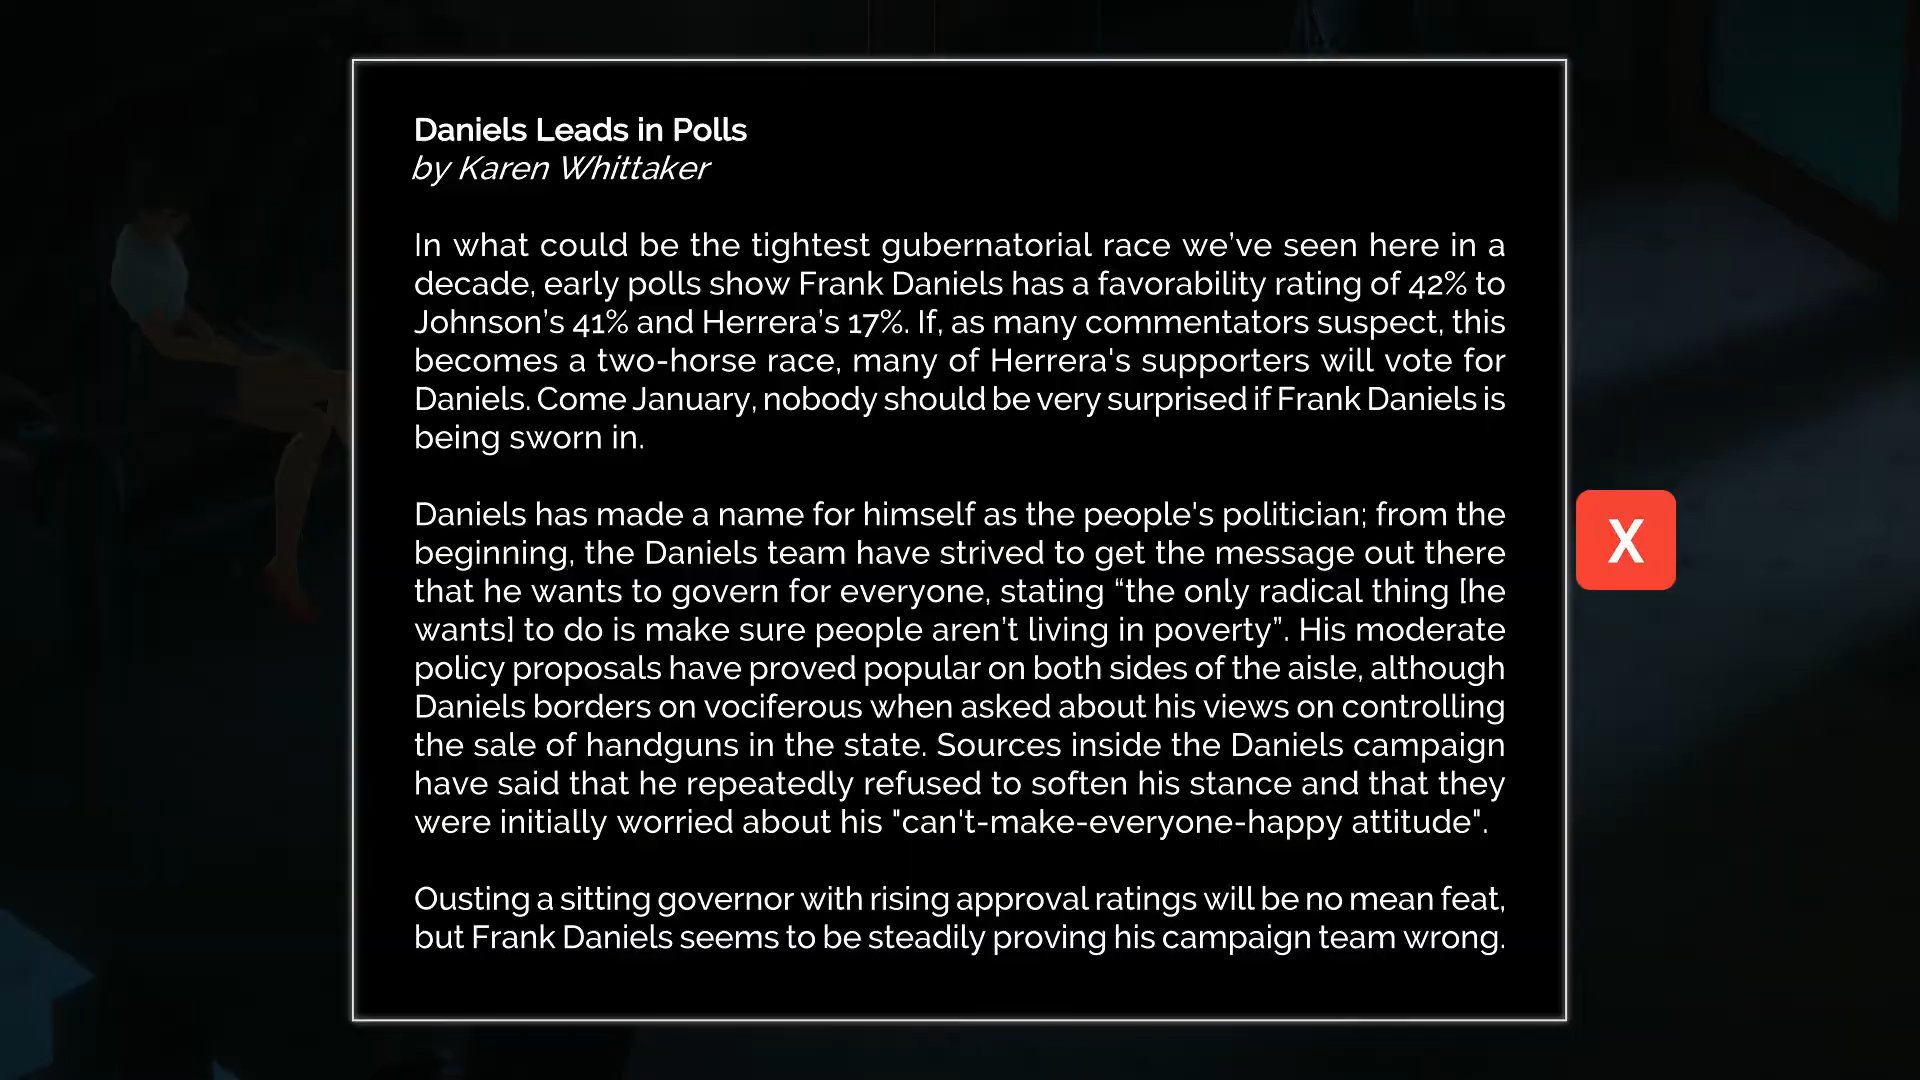 Daniels Leads in Polls
by Karen Whittaker
In what could be the tightest gubernatorial race we’ve seen here in a
decade, early polls show Frank Daniels has a favorability rating of 42% to
Johnson’s 41% and Herrera’s 17%. If, as many commentators suspect, this
becomes a two-horse race, many of Herrera's supporters will vote for
Daniels. Come January, nobody should be very surprised if Frank Daniels is
being sworn in.
Daniels has made a name for himself as the people's politician; from the
beginning, the Daniels team have strived to get the message out there
that he wants to govern for everyone, stating “the only radical thing [he
wants] to do is make sure people aren’t living in poverty”. His moderate
policy proposals have proved popular on both sides of the aisle, although
Daniels borders on vociferous when asked about his views on controlling
the sale of handguns in the state. Sources inside the Daniels campaign
have said that he repeatedly refused to soften his stance and that they
were initially worried about his "can't-make-everyone-happy attitude".
Ousting a sitting governor with rising approval ratings will be no mean feat,
but Frank Daniels seems to be steadily proving his campaign team wrong.
X